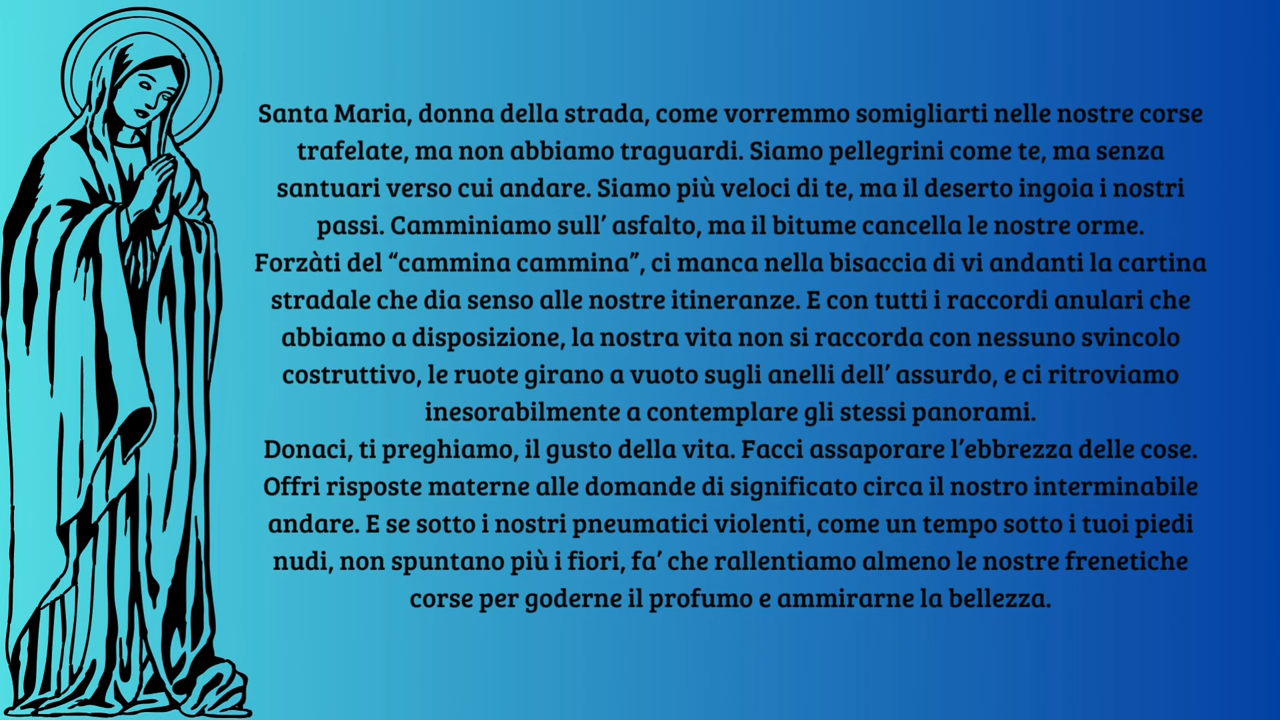 Santa Maria, donna della strada, come vorremmo somigliarti nelle nostre corse
trafelate, ma non abbiamo traguardi. Siamo pellegrini come te, ma senza
santuari verso cui andare. Siamo più veloci di te, ma il deserto ingoia i nostri
passi. Camminiamo sull’ asfalto, ma il bitume cancella le nostre orme.
Forzàti del “cammina cammina”, ci manca nella bisaccia di vi andanti la cartina
stradale che dia senso alle nostre itineranze. E con tutti i raccordi anulari che
abbiamo a disposizione, la nostra vita non si raccorda con nessuno svincolo
costruttivo, le ruote girano a vuoto sugli anelli dell’ assurdo, e ci ritroviamo
inesorabilmente a contemplare gli stessi panorami.
Donaci, ti preghiamo, il gusto della vita. Facci assaporare l’ebbrezza delle cose.
Offri risposte materne alle domande di significato circa il nostro interminabile
andare. E se sotto i nostri pneumatici violenti, come un tempo sotto i tuoi piedi
nudi, non spuntano più i fiori, fa’ che rallentiamo almeno le nostre frenetiche
corse per goderne il profumo e ammirarne la bellezza.